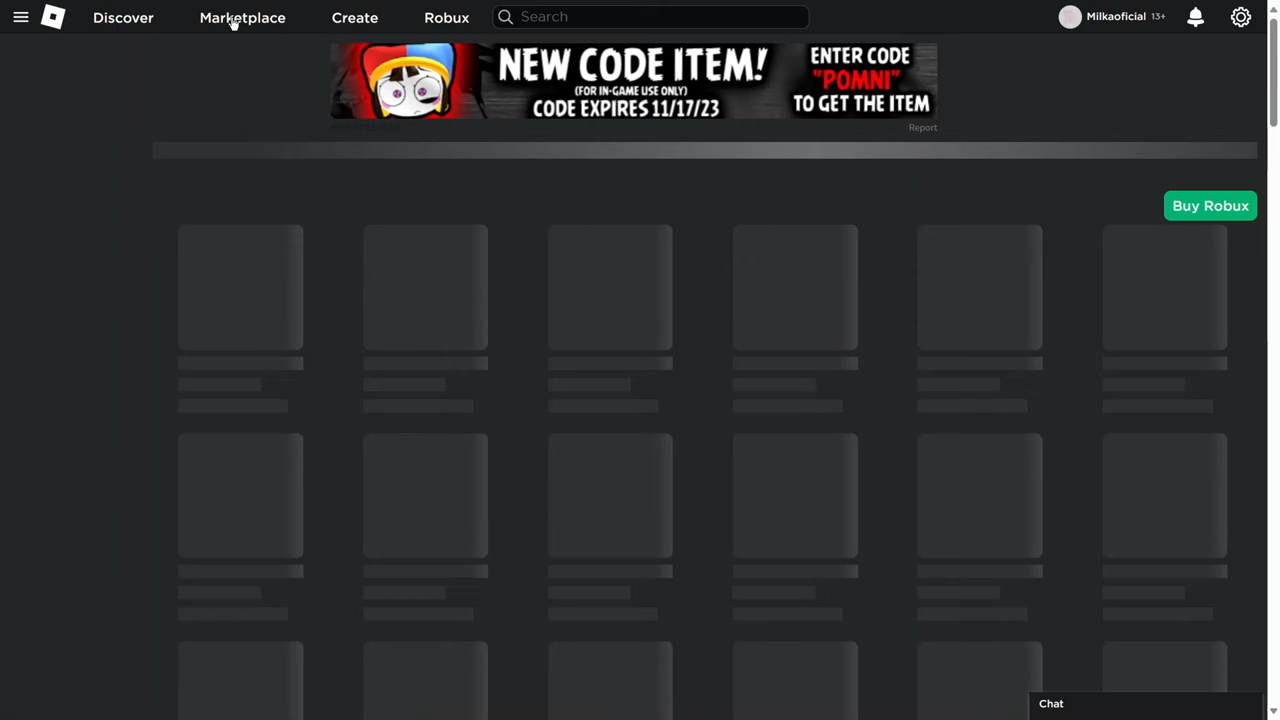 Discover
Marketplace
Create
Robux
Search
Milkaoficial 13+
NEW CODE ITEM!
(FOR IN-GAME USE ONLY)
CODE EXPIRES 11/17/23
ENTER CODE
"POMNI"
TO GET THE ITEM
Report
Buy Robux
Chat